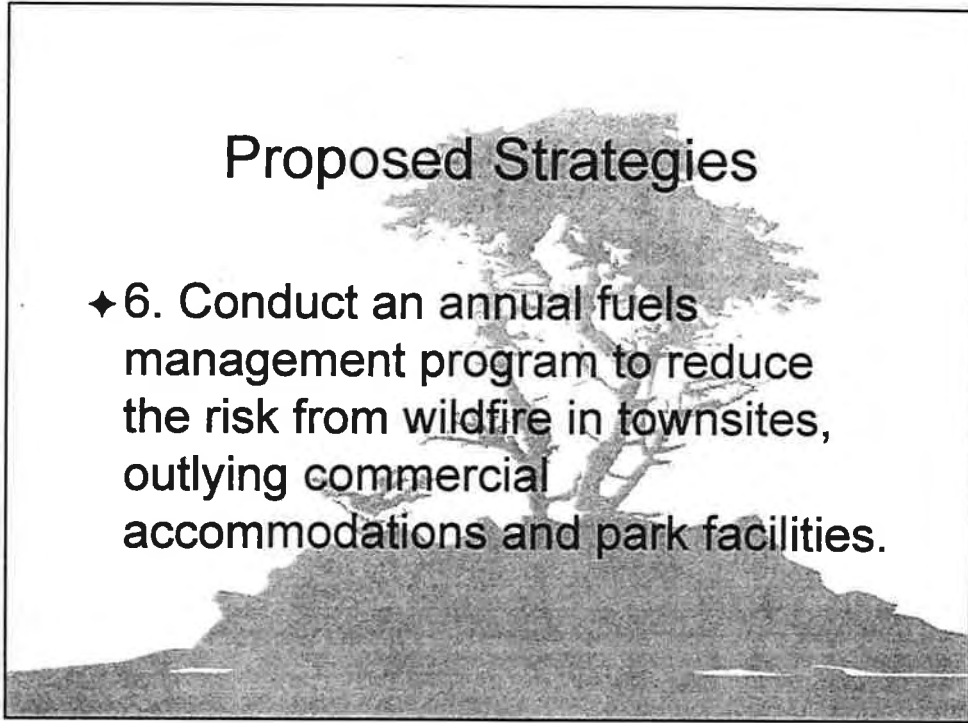 Proposed Strategies
✦6. Conduct an annual fuels
management program to reduce
the risk from wildfire in townsites,
outlying commercial
accommodations and park facilities.